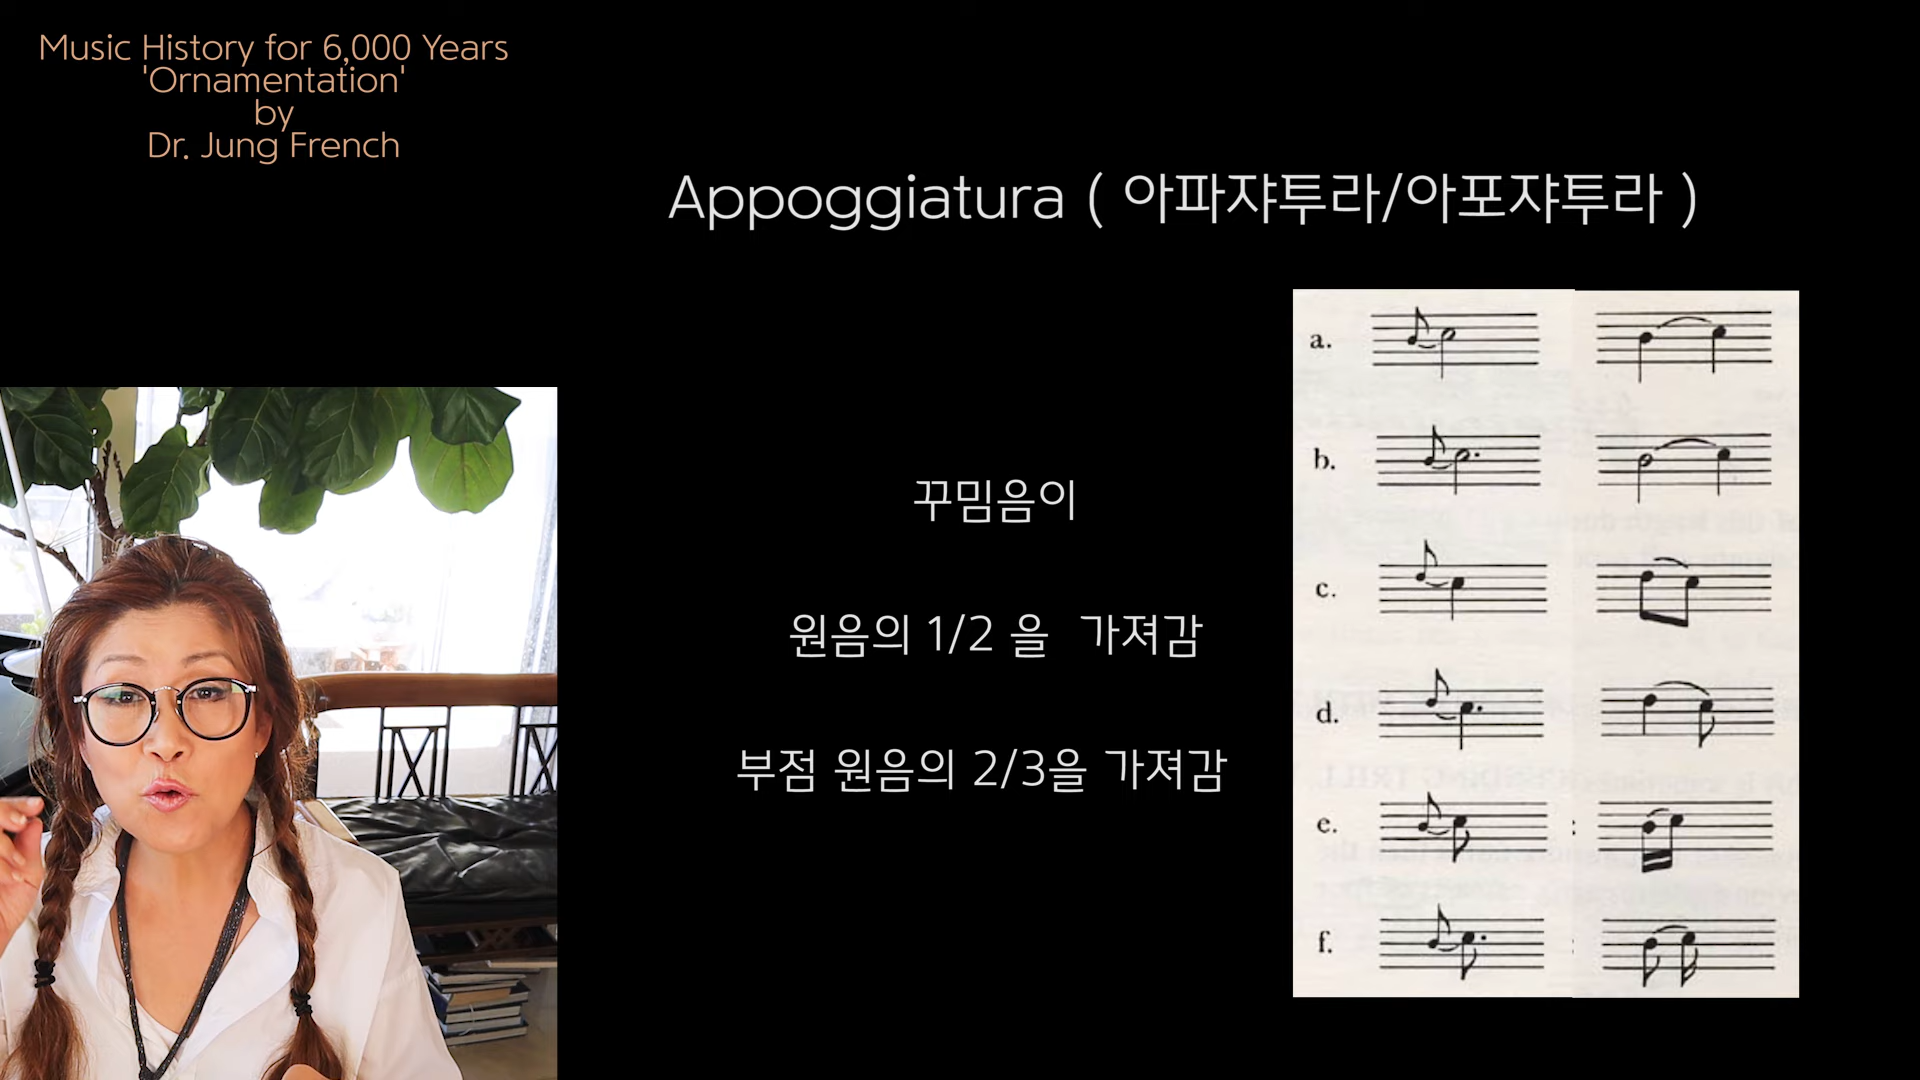 Music History for 6,000 Years
'Ornamentation'
by
Dr. Jung French
Appoggiatura ( 아파쟈투라/아포쟈투라 )
꾸밈음이
원음의 1/2 을 가져감
부점 원음의 2/3을 가져감
a.
b.
c.
d.
e.
f.